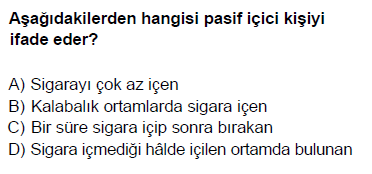 Aşağıdakilerden hangisi pasif içici kişiyi
ifade eder?
A) Sigarayı çok az içen
B) Kalabalık ortamlarda sigara içen
C) Bir süre sigara içip sonra bırakan
D) Sigara içmediği hâlde içilen ortamda bulunan